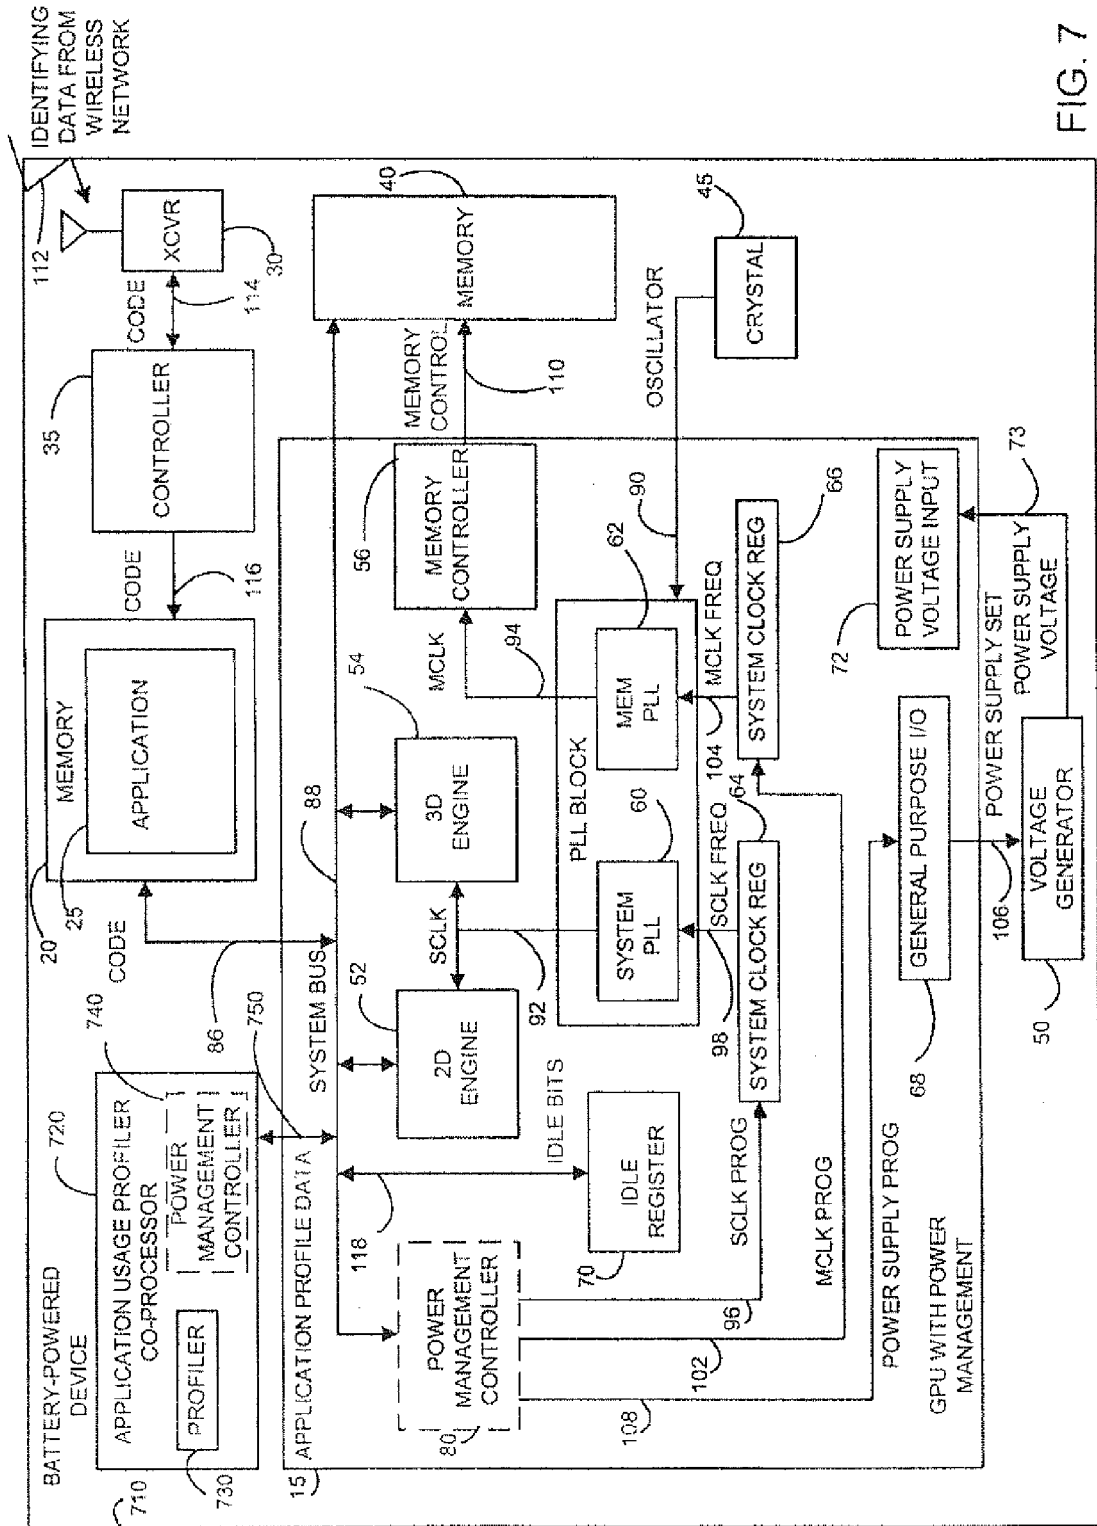 IDENTIFYING
DATA FROM
WIRELESS
NETWORK
FIG. 7
710
BATTERY-POWERED
DEVICE
720
APPLICATION USAGE PROFILER
CO-PROCESSOR
PROFILER
730
POWER
MANAGEMENT
CONTROLLER
740
750
APPLICATION PROFILE DATA
86
CODE
20
MEMORY
25
APPLICATION
CODE
116
35
CONTROLLER
CODE
114
XCVR
30
112
15
SYSTEM BUS
88
118
IDLE BITS
IDLE
REGISTER
70
POWER
MANAGEMENT
CONTROLLER
80
52
2D
ENGINE
SCLK
92
54
3D
ENGINE
MCLK
94
56
MEMORY
CONTROLLER
MEMORY
CONTROL
110
40
MEMORY
PLL BLOCK
SYSTEM
PLL
60
MEM
PLL
62
90
OSCILLATOR
45
CRYSTAL
98
SCLK FREQ
64
SYSTEM CLOCK REG
104
MCLK FREQ
SYSTEM CLOCK REG
66
SCLK PROG
96
MCLK PROG
102
108
POWER SUPPLY PROG
GPU WITH POWER
MANAGEMENT
68
GENERAL PURPOSE I/O
72
POWER SUPPLY
VOLTAGE INPUT
73
106
POWER SUPPLY SET
POWER SUPPLY
VOLTAGE
50
VOLTAGE
GENERATOR